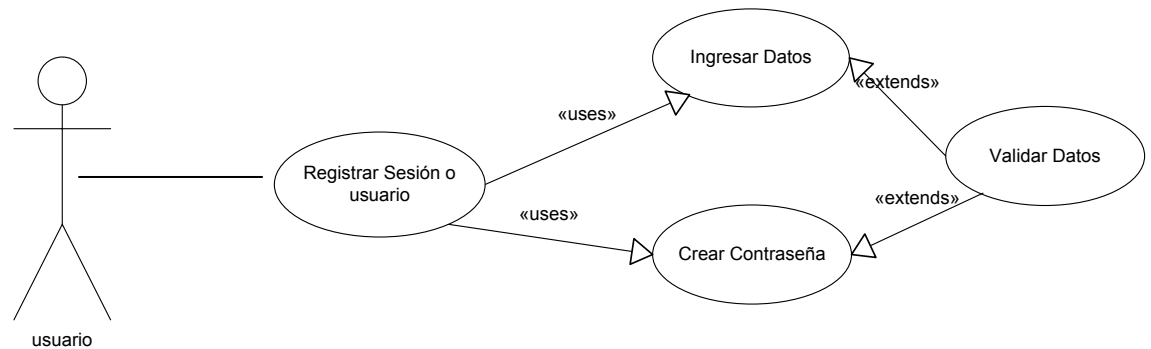 Ingresar Datos
«extends»
«uses»
Validar Datos
Registrar Sesión o
usuario
«extends»
«uses»
Crear Contraseña
usuario